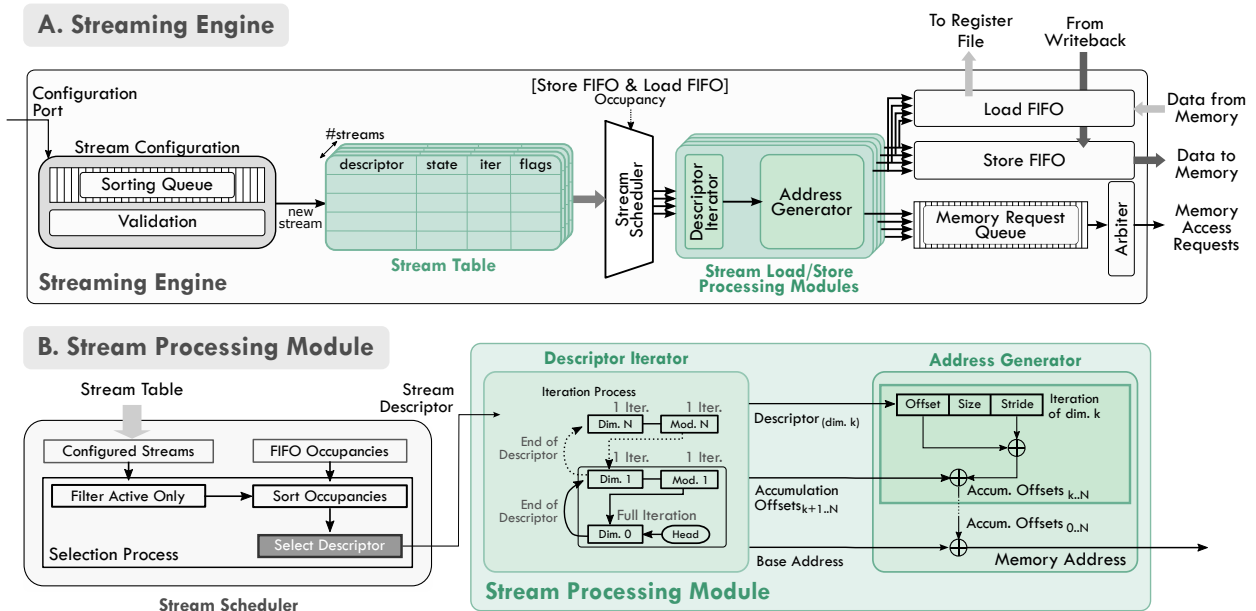 A. Streaming Engine
To Register
File
From
Writeback
Configuration
Port
[Store FIFO & Load FIFO]
Occupancy
Load FIFO
Data from
Memory
Stream Configuration
Sorting Queue
Validation
new
stream
#streams
descriptor state iter flags
Stream Table
Stream
Scheduler
Descriptor
Iterator
Address
Generator
Stream Load/Store
Processing Modules
Store FIFO
Data to
Memory
Memory Request
Queue
Arbiter
Memory
Access
Requests
Streaming Engine
B. Stream Processing Module
Stream Table
Stream
Descriptor
Configured Streams
FIFO Occupancies
Filter Active Only
Sort Occupancies
Select Descriptor
Selection Process
Stream Scheduler
Descriptor Iterator
Iteration Process
1 Iter. 1 Iter.
Dim. N Mod. N
End of
Descriptor
1 Iter. 1 Iter.
Dim. 1 Mod. 1
End of
Descriptor
Full Iteration
Dim. 0 Head
Descriptor (dim. k)
Accumulation
Offsets k+1..N
Base Address
Address Generator
Offset Size Stride
Iteration
of dim. k
Accum. Offsets k..N
Accum. Offsets 0..N
Memory Address
Stream Processing Module